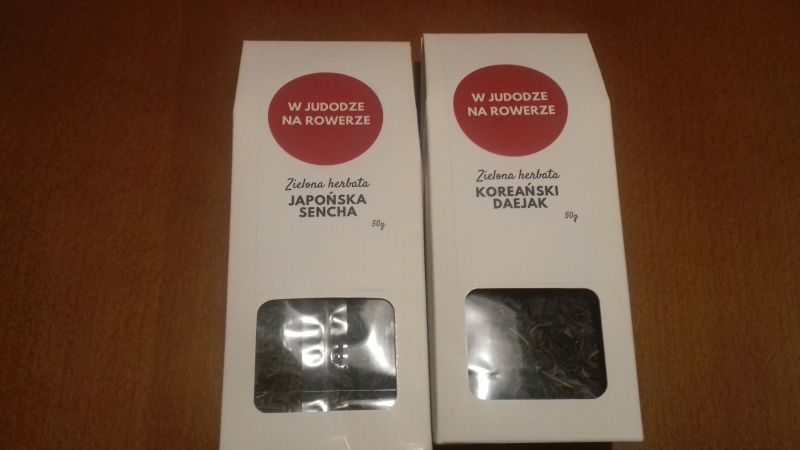 W JUDODZE
NA ROWERZE
Zielona herbata
JAPOŃSKA
SENCHA
50g
W JUDODZE
NA ROWERZE
Zielona herbata
KOREAŃSKI
DAEJAK
50g